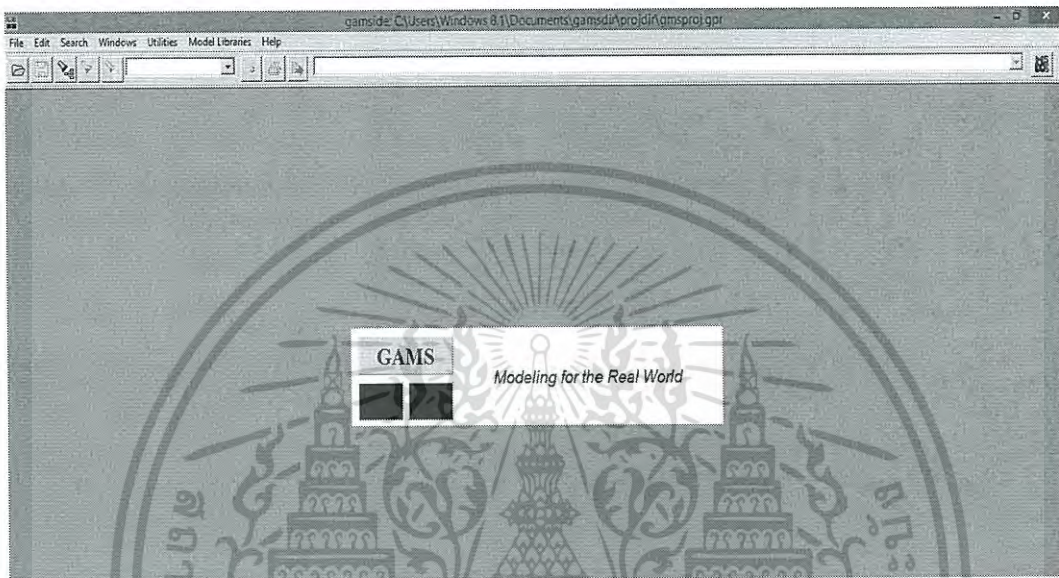 gamside: C:\Users\Windows 8.1\Documents\gamsdir\projdir\gmsproj.gpr
File Edit Search Windows Utilities Model Libraries Help
GAMS
Modeling for the Real World